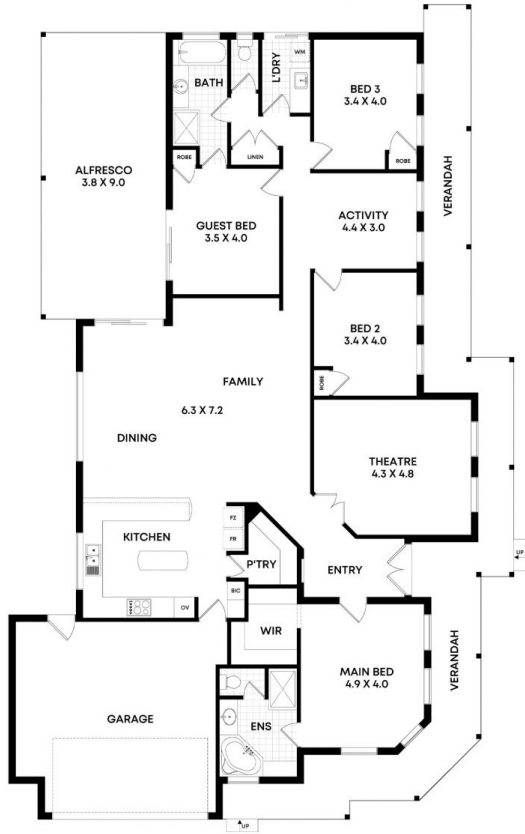 BATH
L'DRY
WM
BED 3
3.4 X 4.0
ROBE
LINEN
ROBE
ALFRESCO
3.8 X 9.0
VERANDAH
GUEST BED
3.5 X 4.0
ACTIVITY
4.4 X 3.0
BED 2
3.4 X 4.0
ROBE
FAMILY
6.3 X 7.2
DINING
THEATRE
4.3 X 4.8
KITCHEN
FZ
FR
P'TRY
ENTRY
UP
BIC
OV
WIR
MAIN BED
4.9 X 4.0
VERANDAH
GARAGE
ENS
UP